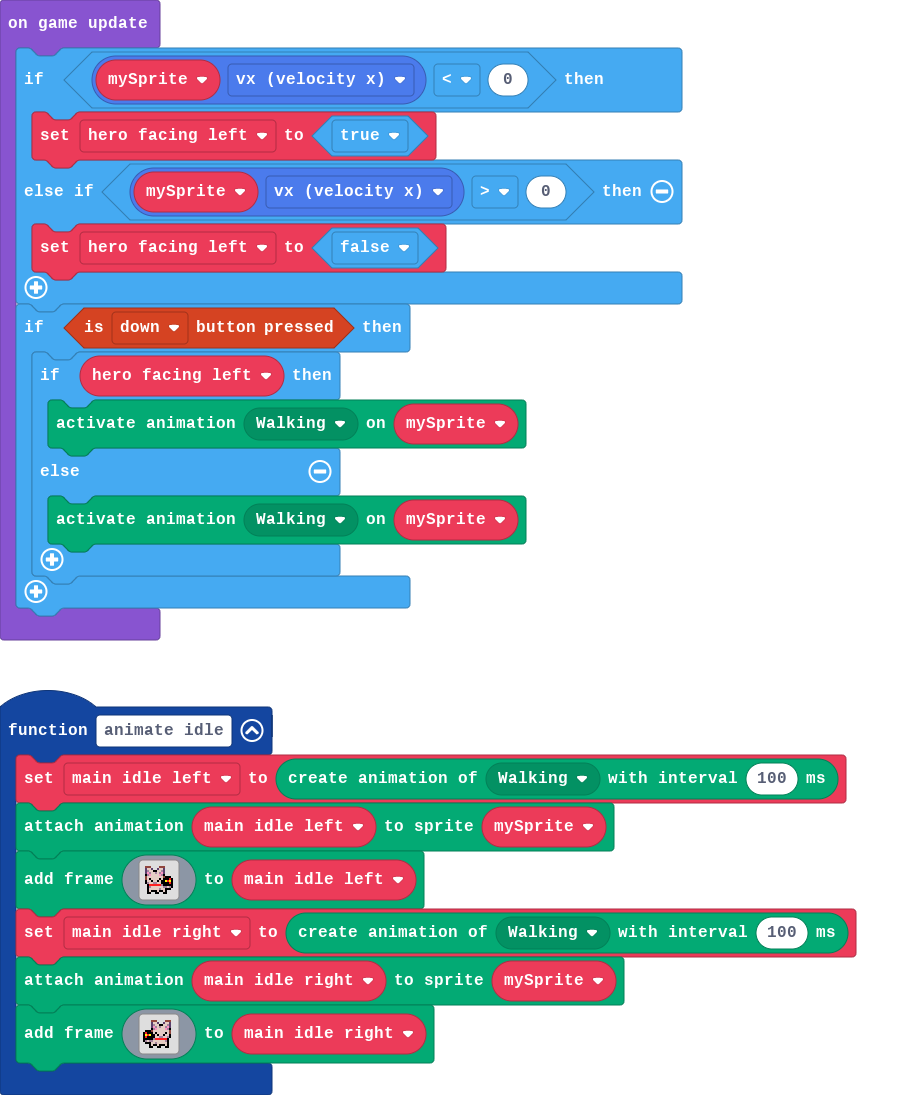 on game update
if mySprite vx (velocity x) < 0 then
set hero facing left to true
else if mySprite vx (velocity x) > 0 then
set hero facing left to false
if is down button pressed then
if hero facing left then
activate animation Walking on mySprite
else
activate animation Walking on mySprite
function animate idle
set main idle left to create animation of Walking with interval 100 ms
attach animation main idle left to sprite mySprite
add frame to main idle left
set main idle right to create animation of Walking with interval 100 ms
attach animation main idle right to sprite mySprite
add frame to main idle right